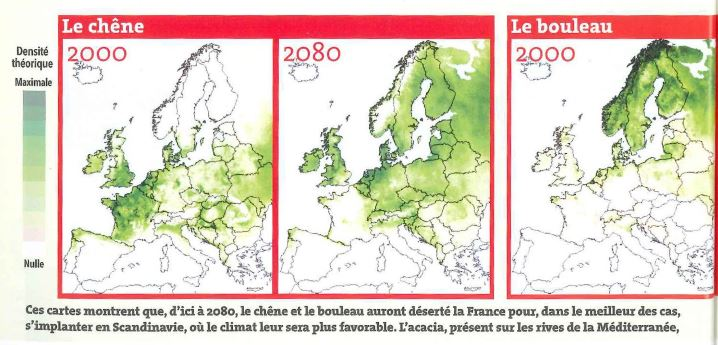 Le chêne
Le bouleau
Densité
théorique
Maximale
Nulle
2000
2080
2000
Ces cartes montrent que, d'ici à 2080, le chêne et le bouleau auront déserté la France pour, dans le meilleur des cas,
s'implanter en Scandinavie, où le climat leur sera plus favorable. L'acacia, présent sur les rives de la Méditerranée,